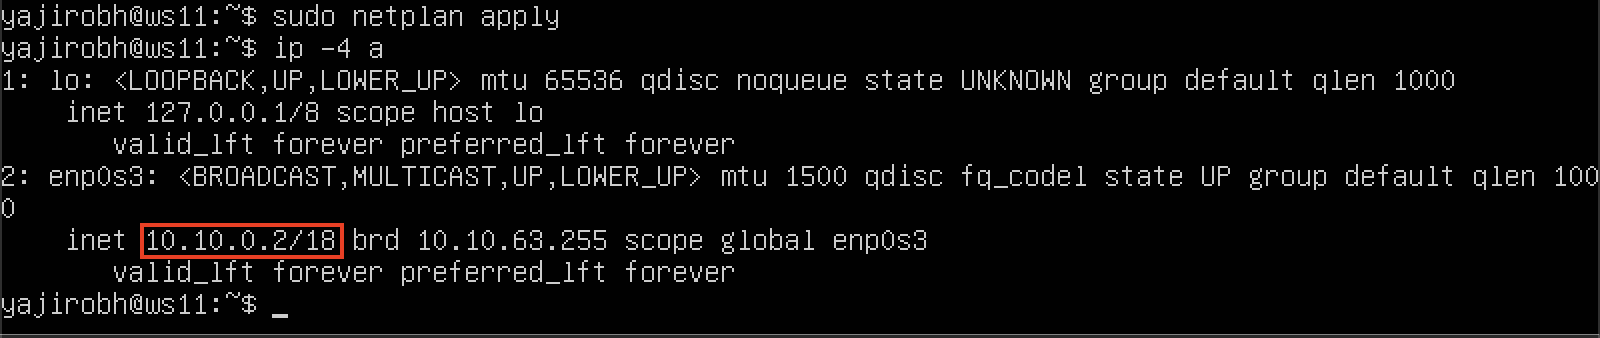 yajirobh@ws11:~$ sudo netplan apply
yajirobh@ws11:~$ ip -4 a
1: lo: <LOOPBACK,UP,LOWER_UP> mtu 65536 qdisc noqueue state UNKNOWN group default qlen 1000
    inet 127.0.0.1/8 scope host lo
       valid_lft forever preferred_lft forever
2: enp0s3: <BROADCAST,MULTICAST,UP,LOWER_UP> mtu 1500 qdisc fq_codel state UP group default qlen 100
0
    inet 10.10.0.2/18 brd 10.10.63.255 scope global enp0s3
       valid_lft forever preferred_lft forever
yajirobh@ws11:~$ _